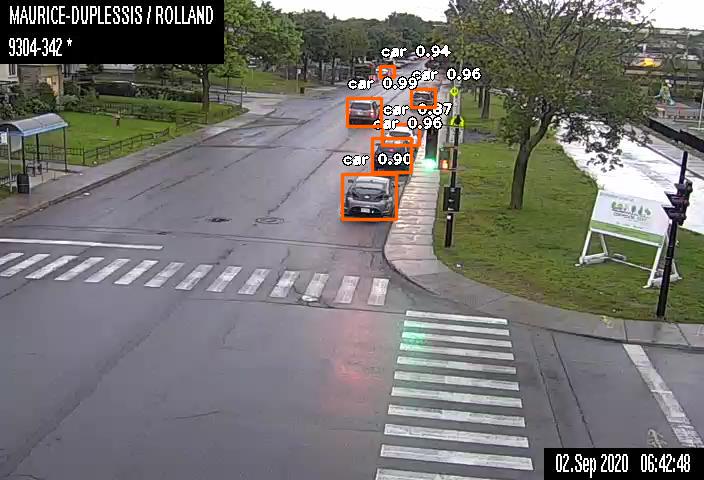 MAURICE-DUPLESSIS / ROLLAND
9304-342 *
car 0.94
car 0.96
car 0.99
car 0.87
car 0.96
car 0.90
02.Sep 2020 06:42:48